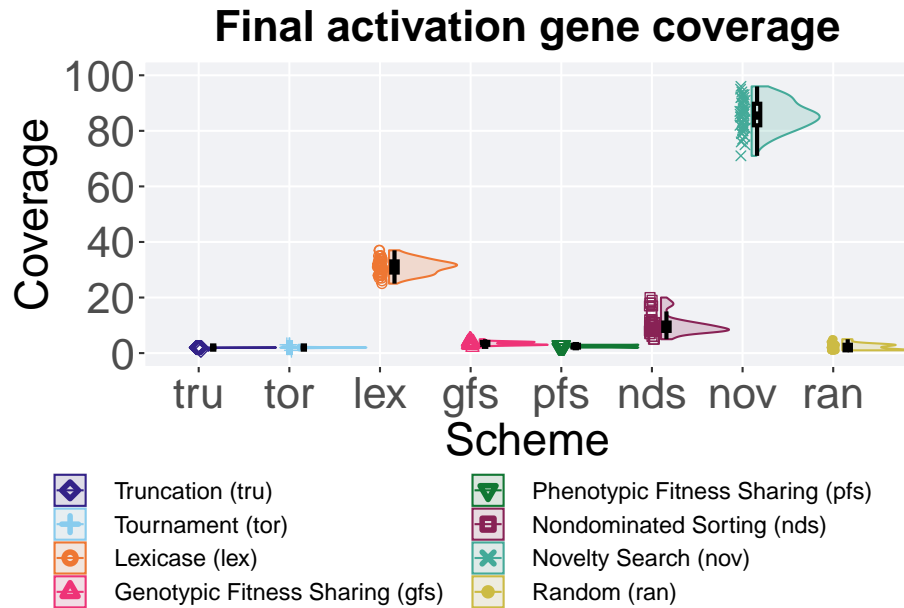 Final activation gene coverage
Coverage
100
80
60
40
20
0
tru tor lex gfs pfs nds nov ran
Scheme
Truncation (tru)
Tournament (tor)
Lexicase (lex)
Genotypic Fitness Sharing (gfs)
Phenotypic Fitness Sharing (pfs)
Nondominated Sorting (nds)
Novelty Search (nov)
Random (ran)